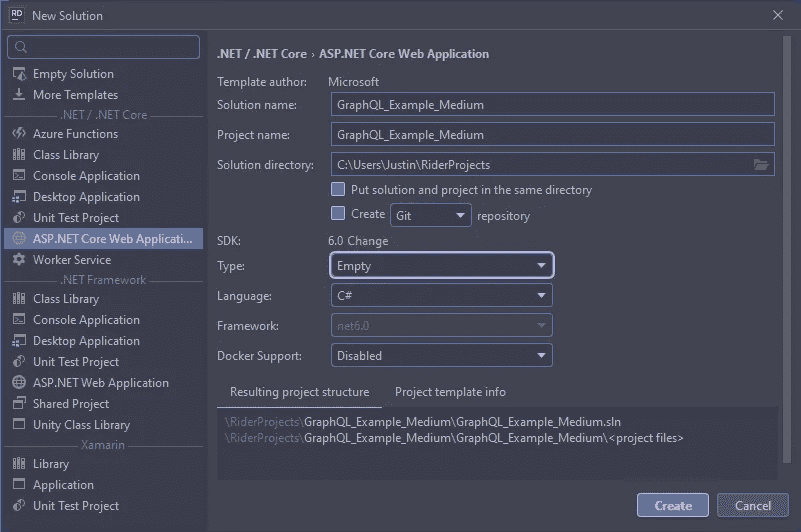 RD New Solution
Empty Solution
More Templates
.NET / .NET Core
Azure Functions
Class Library
Console Application
Desktop Application
Unit Test Project
ASP.NET Core Web Applicati...
Worker Service
.NET Framework
Class Library
Console Application
Desktop Application
Unit Test Project
ASP.NET Web Application
Shared Project
Unity Class Library
Xamarin
Library
Application
Unit Test Project
.NET / .NET Core › ASP.NET Core Web Application
Template author: Microsoft
Solution name: GraphQL_Example_Medium
Project name: GraphQL_Example_Medium
Solution directory: C:\Users\Justin\RiderProjects
Put solution and project in the same directory
Create Git repository
SDK: 6.0 Change
Type: Empty
Language: C#
Framework: net6.0
Docker Support: Disabled
Resulting project structure Project template info
\RiderProjects\GraphQL_Example_Medium\GraphQL_Example_Medium.sln
\RiderProjects\GraphQL_Example_Medium\GraphQL_Example_Medium\<project files>
Create Cancel